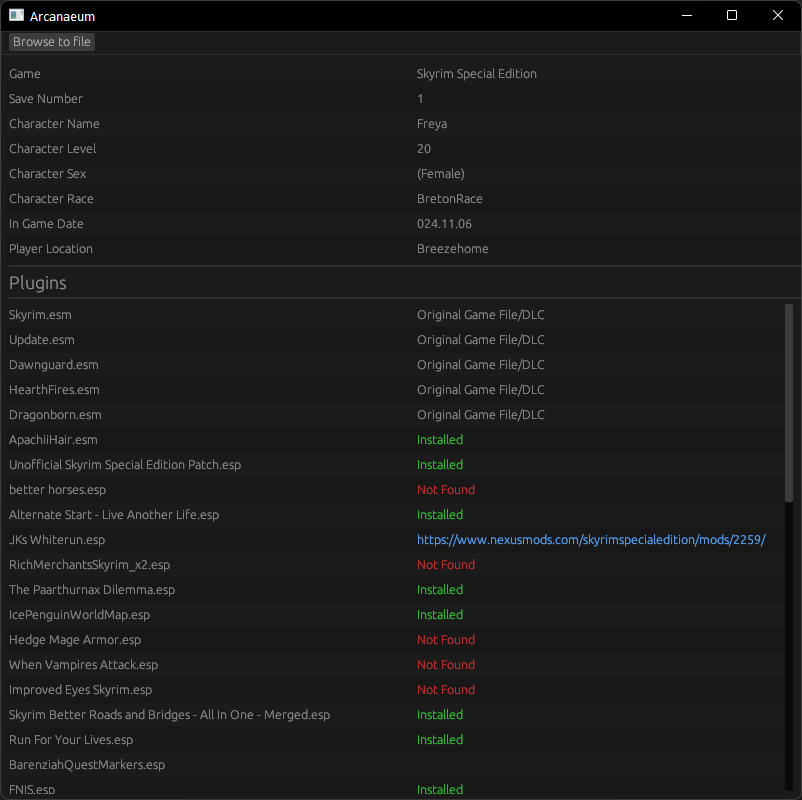 Arcanaeum
Browse to file
Game Skyrim Special Edition
Save Number 1
Character Name Freya
Character Level 20
Character Sex (Female)
Character Race BretonRace
In Game Date 024.11.06
Player Location Breezehome
Plugins
Skyrim.esm Original Game File/DLC
Update.esm Original Game File/DLC
Dawnguard.esm Original Game File/DLC
HearthFires.esm Original Game File/DLC
Dragonborn.esm Original Game File/DLC
ApachiiHair.esm Installed
Unofficial Skyrim Special Edition Patch.esp Installed
better horses.esp Not Found
Alternate Start - Live Another Life.esp Installed
JKs Whiterun.esp https://www.nexusmods.com/skyrimspecialedition/mods/2259/
RichMerchantsSkyrim_x2.esp Not Found
The Paarthurnax Dilemma.esp Installed
IcePenguinWorldMap.esp Installed
Hedge Mage Armor.esp Not Found
When Vampires Attack.esp Not Found
Improved Eyes Skyrim.esp Not Found
Skyrim Better Roads and Bridges - All In One - Merged.esp Installed
Run For Your Lives.esp Installed
BarenziahQuestMarkers.esp
FNIS.esp Installed